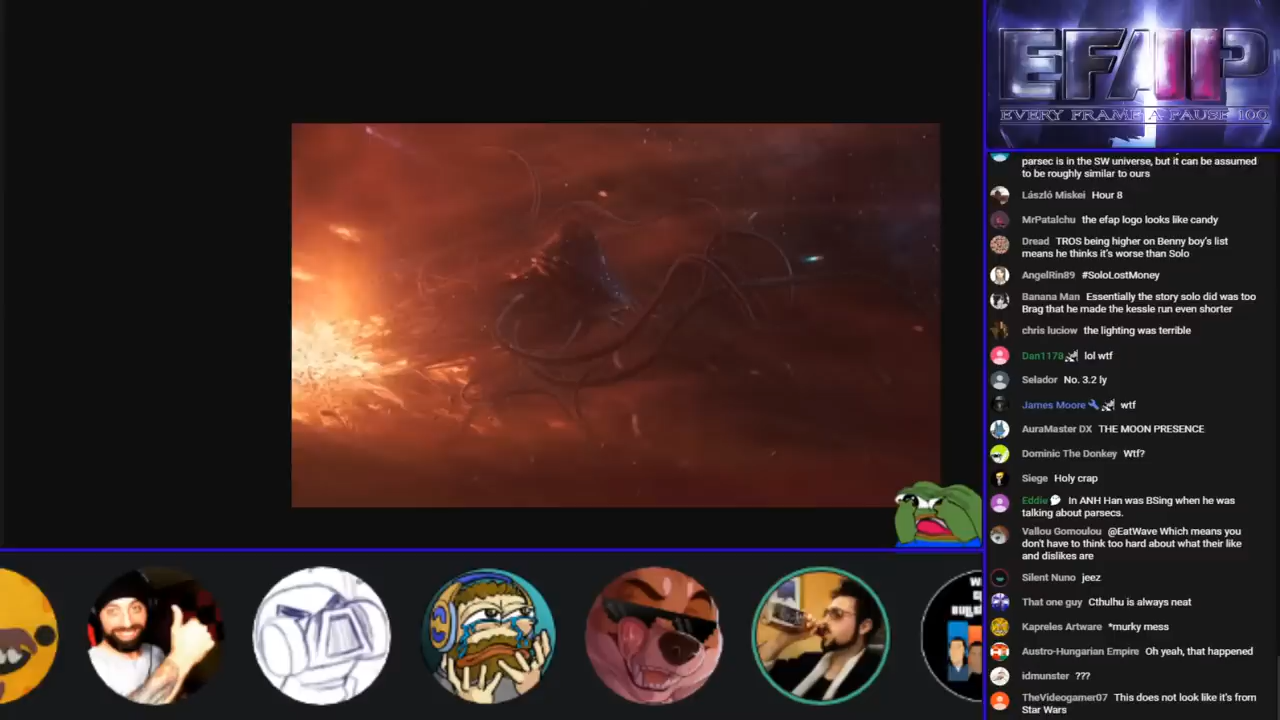 EFAP
EVERY FRAME A PAUSE 100
parsec is in the SW universe, but it can be assumed
to be roughly similar to ours
László Miskei Hour 8
MrPatalchu the efap logo looks like candy
Dread TROS being higher on Benny boy's list
means he thinks it's worse than Solo
AngelRin89 #SoloLostMoney
Banana Man Essentially the story solo did was too
Brag that he made the kessle run even shorter
chris luciow the lighting was terrible
Dan1178 lol wtf
Selador No. 3.2 ly
James Moore wtf
AuraMaster DX THE MOON PRESENCE
Dominic The Donkey Wtf?
Siege Holy crap
Eddie In ANH Han was BSing when he was
talking about parsecs.
Vallou Gomoulou @EatWave Which means you
don't have to think too hard about what their like
and dislikes are
Silent Nuno jeez
That one guy Cthulhu is always neat
Kapreles Artware *murky mess
Austro-Hungarian Empire Oh yeah, that happened
idmunster ???
TheVideogamer07 This does not look like it's from
Star Wars